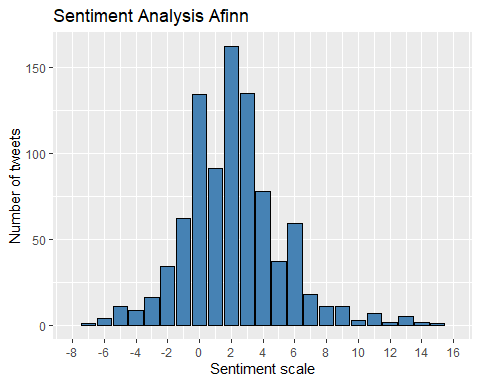 Sentiment Analysis Afinn
150
100
50
0
-8 -6 -4 -2 0 2 4 6 8 10 12 14 16
Number of tweets
Sentiment scale